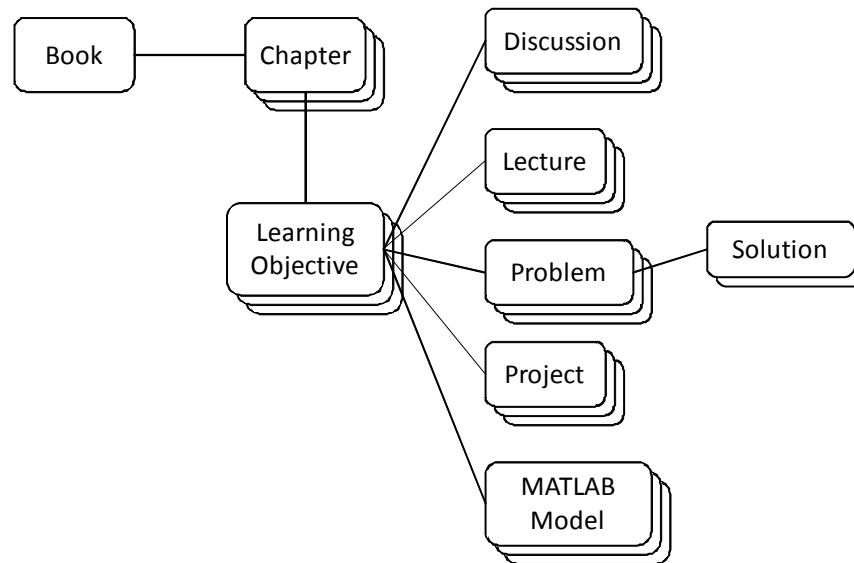 Book
Chapter
Discussion
Lecture
Learning
Objective
Problem
Solution
Project
MATLAB
Model